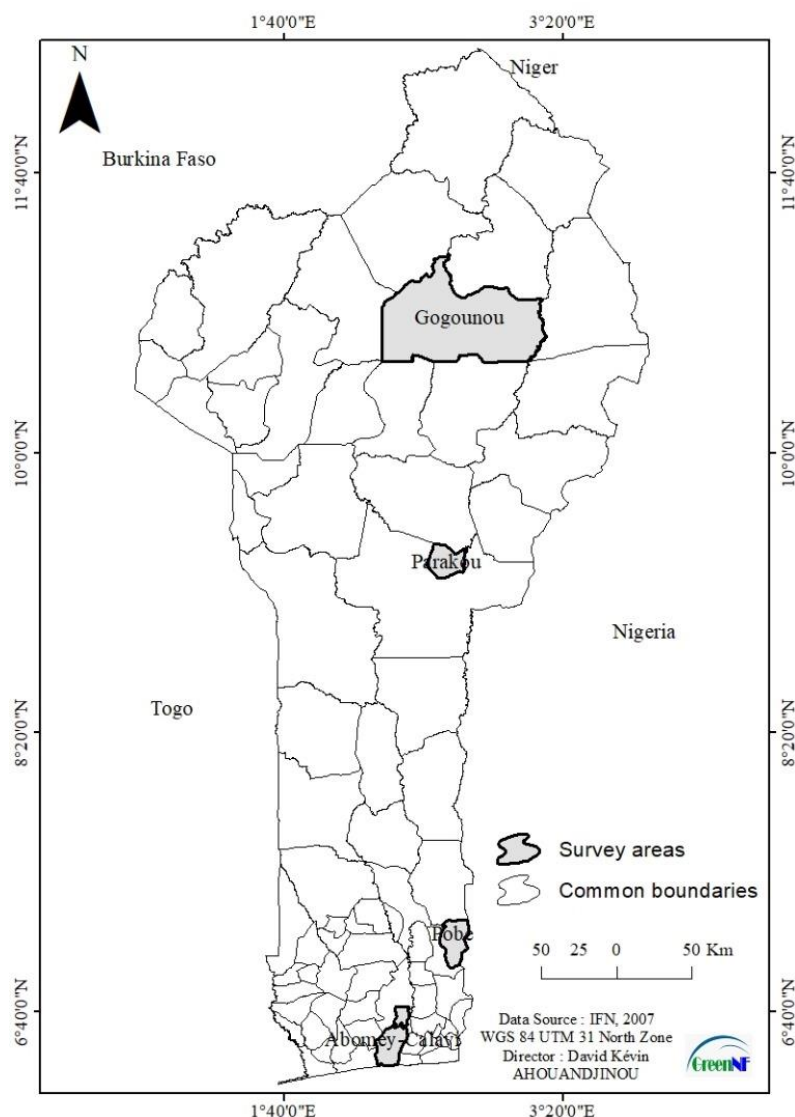 1°40'0"E
3°20'0"E
N
Niger
Burkina Faso
11°40'0"N
11°40'0"N
Gogounou
10°0'0"N
10°0'0"N
Parakou
Nigeria
Togo
8°20'0"N
8°20'0"N
Survey areas
Common boundaries
Pobe
50 25 0 50 Km
6°40'0"N
6°40'0"N
Abomey-Calavi
Data Source : IFN, 2007
WGS 84 UTM 31 North Zone
Director : David Kévin
AHOUANDJINOU
GreenNF
1°40'0"E
3°20'0"E